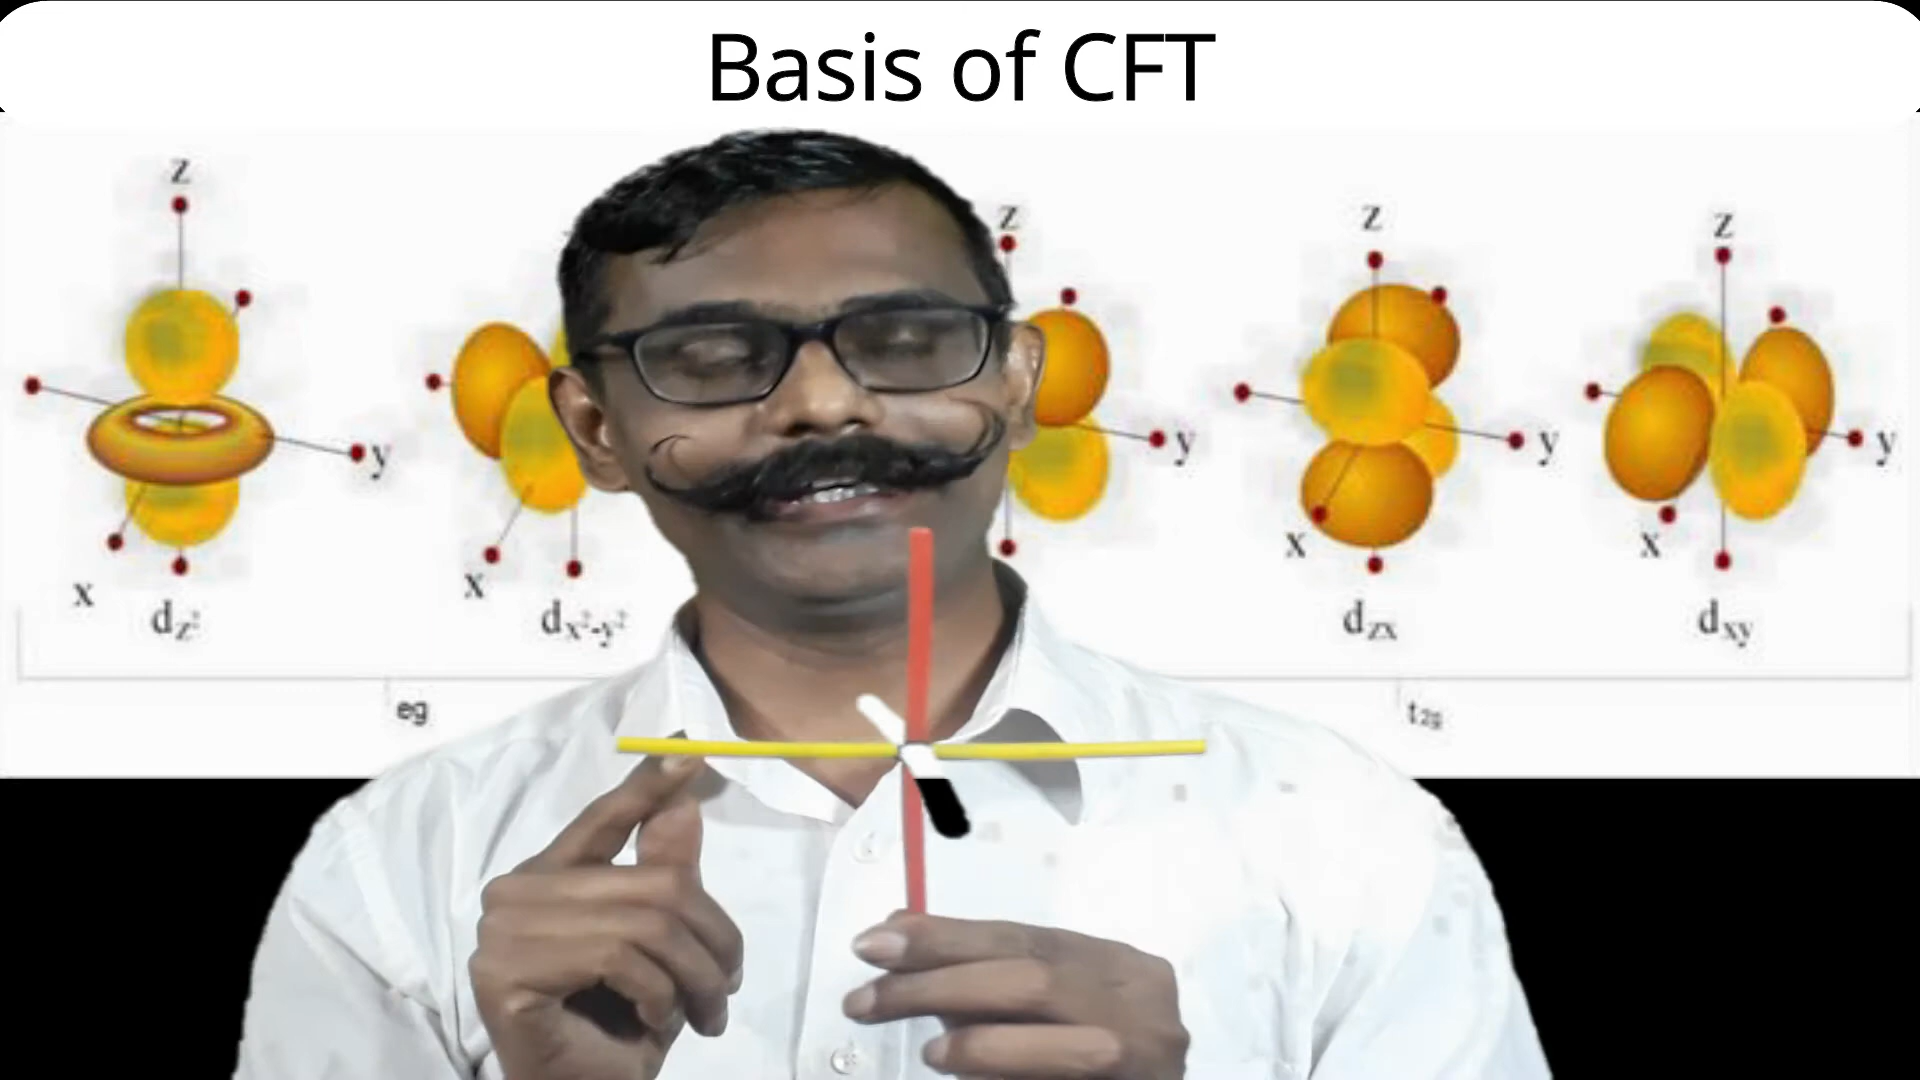 Basis of CFT
z
z
z
z
y
y
y
y
x
x
x
x
dz²
dx²-y²
dzx
dxy
eg
t2g